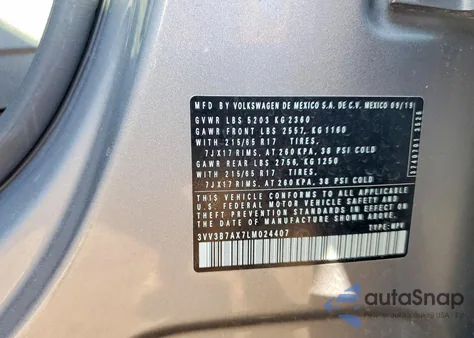 MFD BY VOLKSWAGEN DE MEXICO S.A. DE C.V. MEXICO 09/19
GVWR LBS 5203 KG 2360
GAWR FRONT LBS 2557, KG 1160
WITH 215/65 R17 TIRES,
7JX17 RIMS, AT 260 KPA, 38 PSI COLD
GAWR REAR LBS 2756, KG 1250
WITH 215/65 R17 TIRES,
7JX17 RIMS, AT 260 KPA, 38 PSI COLD
THIS VEHICLE CONFORMS TO ALL APPLICABLE
U.S. FEDERAL MOTOR VEHICLE SAFETY AND
THEFT PREVENTION STANDARDS IN EFFECT ON
THE DATE OF MANUFACTURE SHOWN ABOVE
3VV3B7AX7LM024407 TYPE: MPV
autoSnap